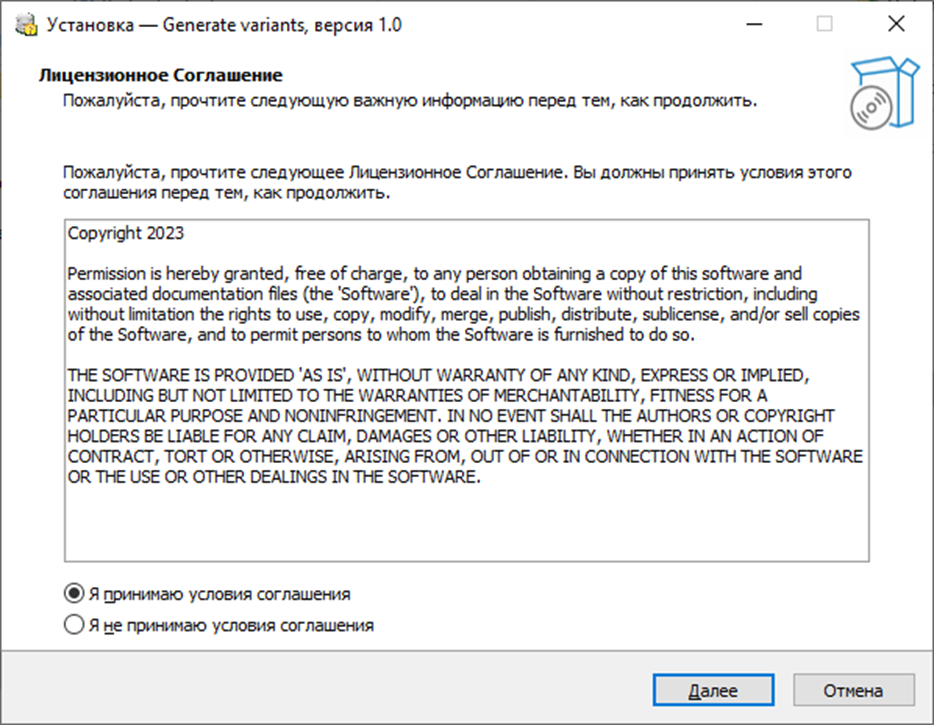 Установка — Generate variants, версия 1.0
Лицензионное Соглашение
Пожалуйста, прочтите следующую важную информацию перед тем, как продолжить.
Пожалуйста, прочтите следующее Лицензионное Соглашение. Вы должны принять условия этого
соглашения перед тем, как продолжить.
Copyright 2023
Permission is hereby granted, free of charge, to any person obtaining a copy of this software and
associated documentation files (the 'Software'), to deal in the Software without restriction, including
without limitation the rights to use, copy, modify, merge, publish, distribute, sublicense, and/or sell copies
of the Software, and to permit persons to whom the Software is furnished to do so.
THE SOFTWARE IS PROVIDED 'AS IS', WITHOUT WARRANTY OF ANY KIND, EXPRESS OR IMPLIED,
INCLUDING BUT NOT LIMITED TO THE WARRANTIES OF MERCHANTABILITY, FITNESS FOR A
PARTICULAR PURPOSE AND NONINFRINGEMENT. IN NO EVENT SHALL THE AUTHORS OR COPYRIGHT
HOLDERS BE LIABLE FOR ANY CLAIM, DAMAGES OR OTHER LIABILITY, WHETHER IN AN ACTION OF
CONTRACT, TORT OR OTHERWISE, ARISING FROM, OUT OF OR IN CONNECTION WITH THE SOFTWARE
OR THE USE OR OTHER DEALINGS IN THE SOFTWARE.
Я принимаю условия соглашения
Я не принимаю условия соглашения
Далее
Отмена